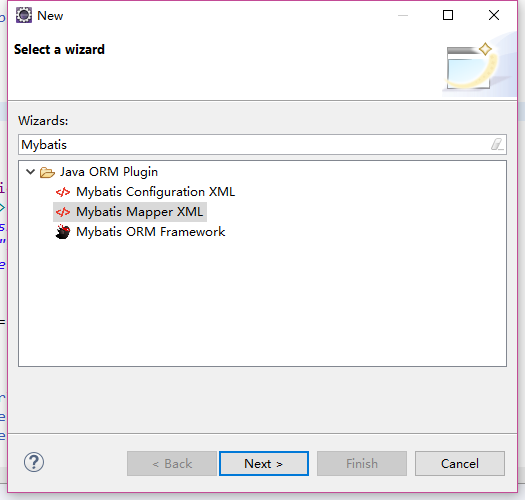 New
Select a wizard
Wizards:
Mybatis
Java ORM Plugin
</> Mybatis Configuration XML
</> Mybatis Mapper XML
Mybatis ORM Framework
? < Back Next > Finish Cancel